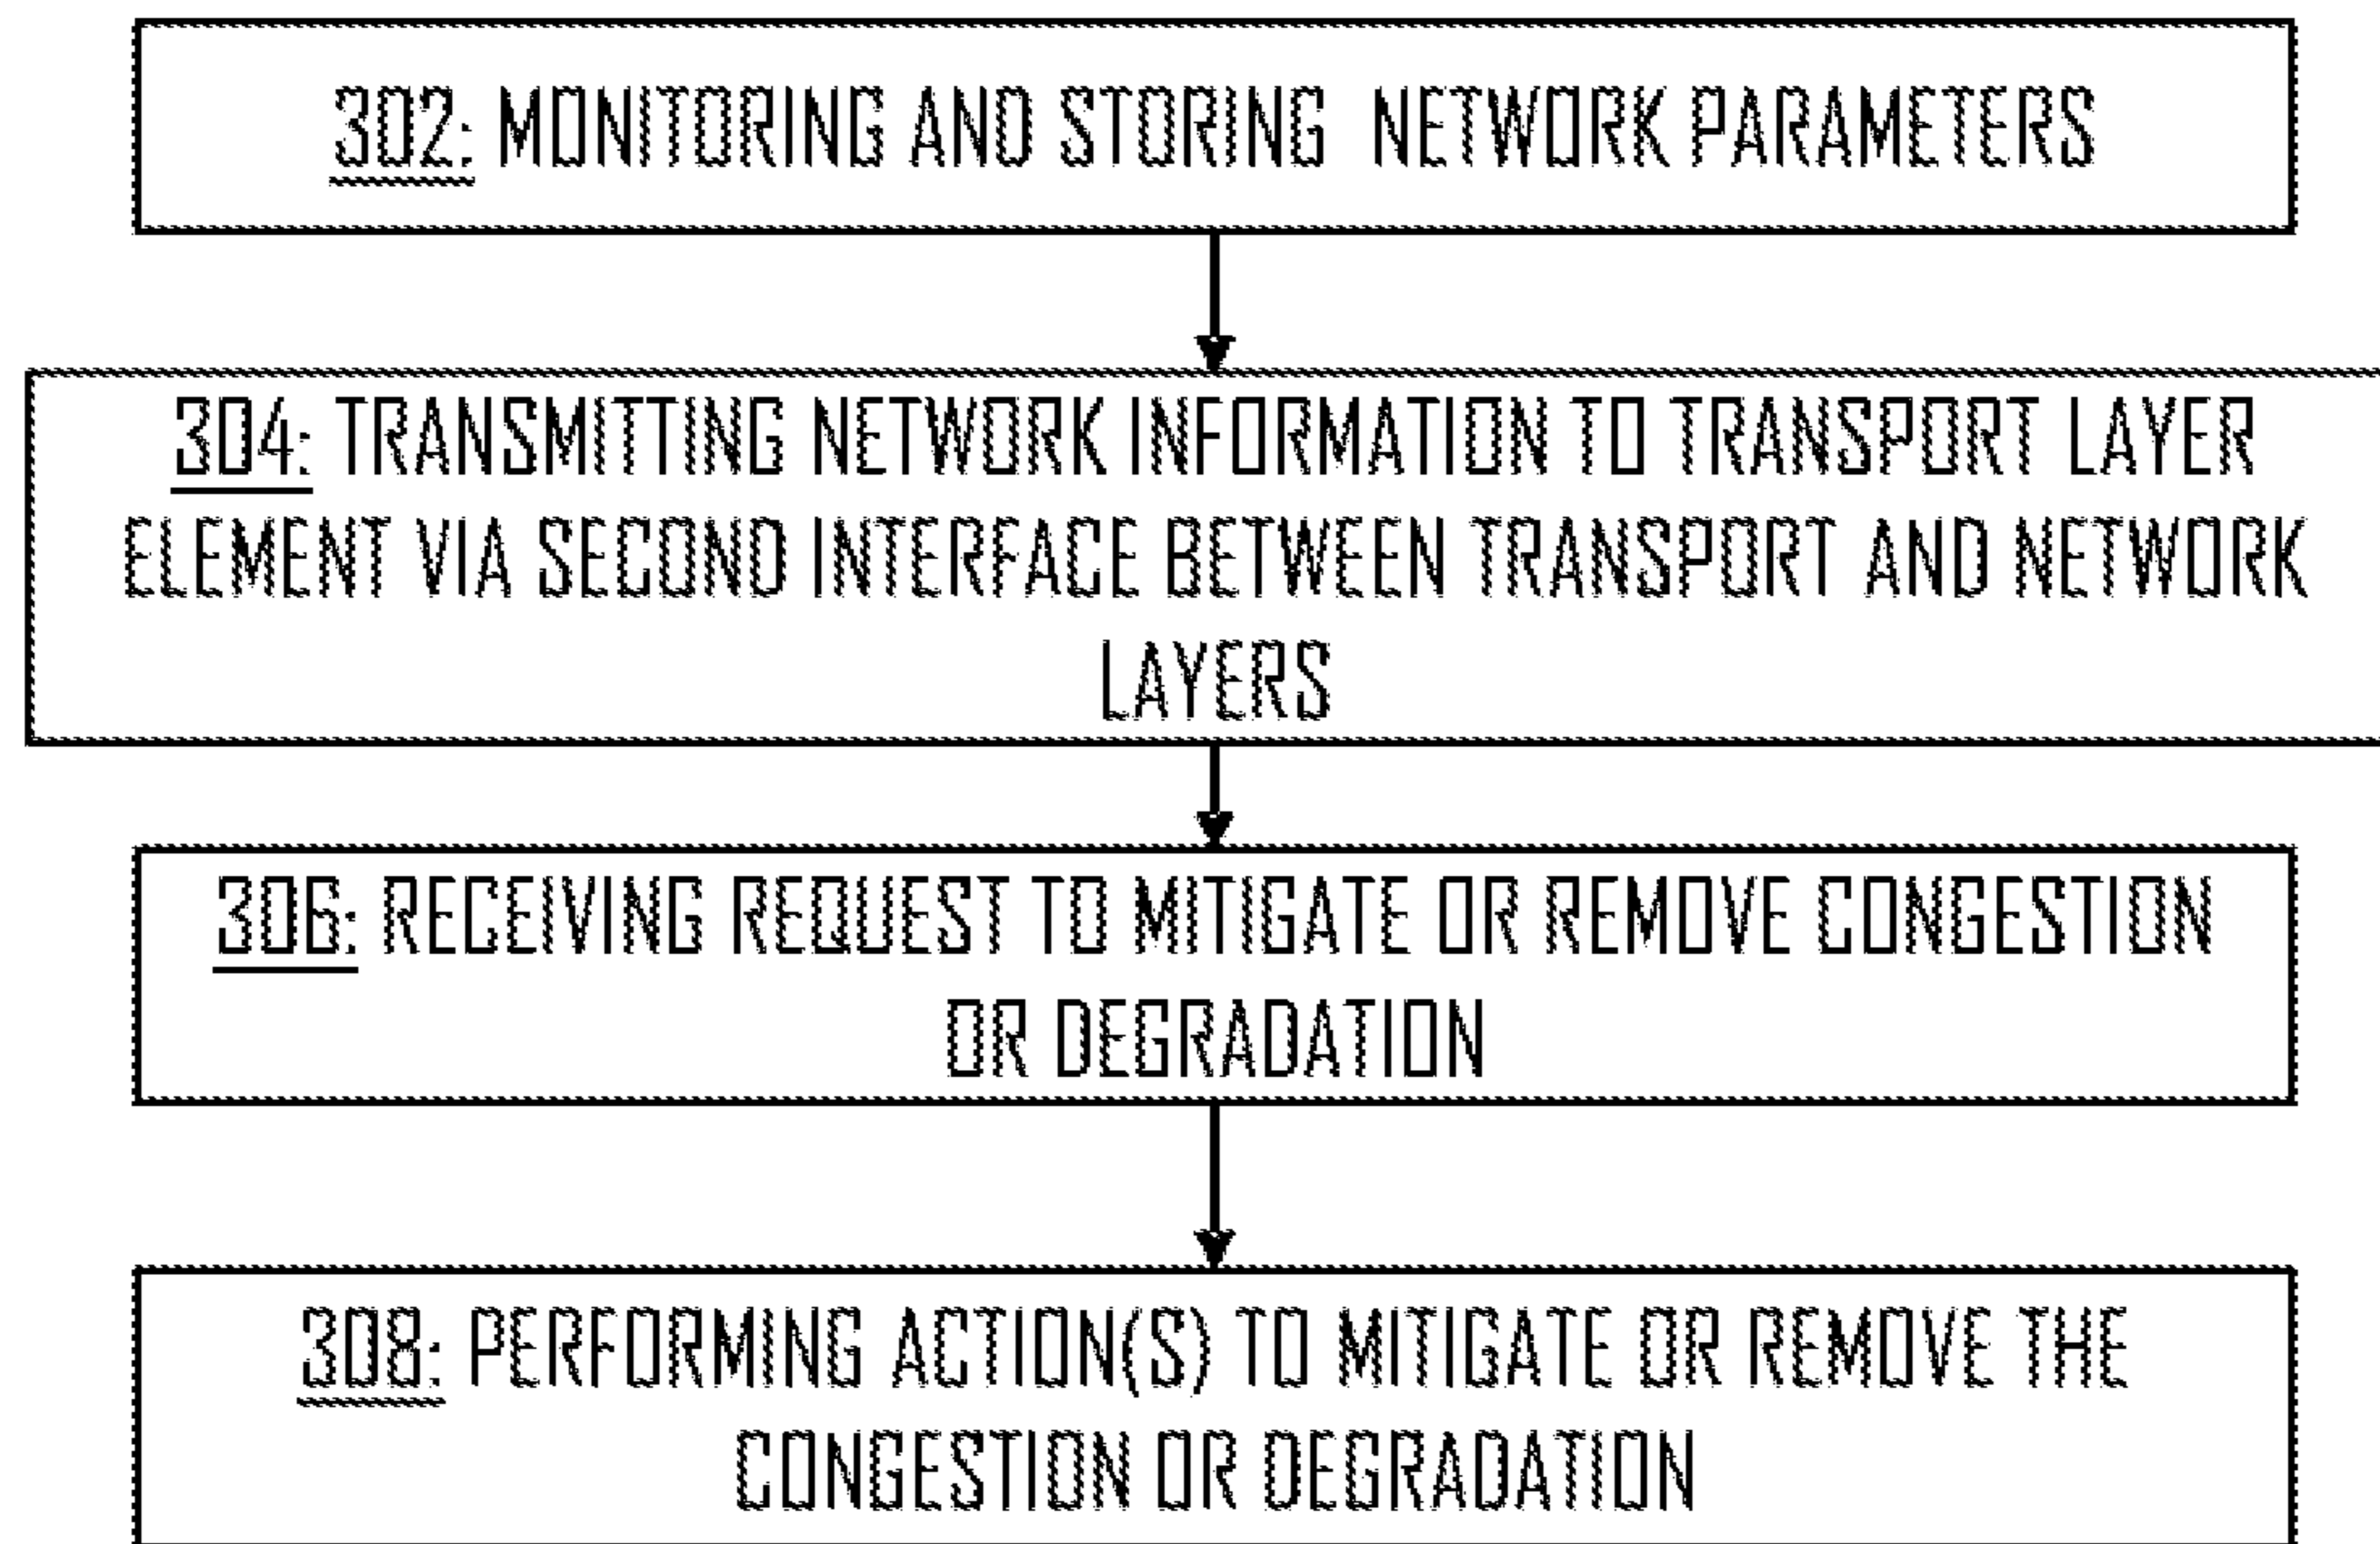 302: MONITORING AND STORING NETWORK PARAMETERS
304: TRANSMITTING NETWORK INFORMATION TO TRANSPORT LAYER
ELEMENT VIA SECOND INTERFACE BETWEEN TRANSPORT AND NETWORK
LAYERS
306: RECEIVING REQUEST TO MITIGATE OR REMOVE CONGESTION
OR DEGRADATION
308: PERFORMING ACTION(S) TO MITIGATE OR REMOVE THE
CONGESTION OR DEGRADATION